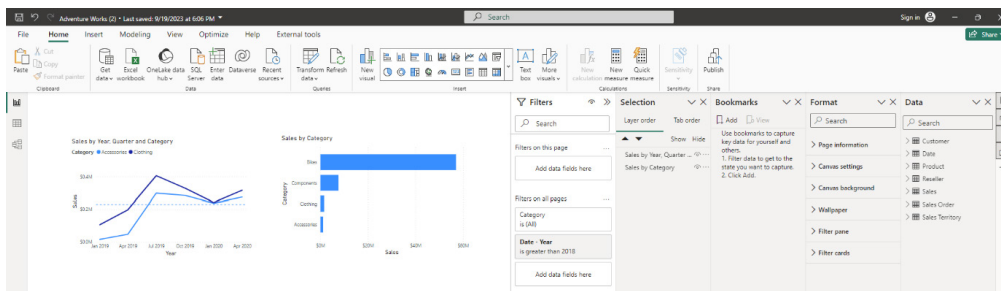 Adventure Works (2) • Last saved: 9/19/2023 at 6:06 PM
Search
Sign in
File Home Insert Modeling View Optimize Help External tools
Share
Paste
Cut
Copy
Format painter
Clipboard
Get data
Excel workbook
OneLake data hub
SQL Server
Enter data
Dataverse
Recent sources
Data
Transform data
Refresh
Queries
New visual
Text box
More visuals
Insert
New calculation
New measure
Quick measure
Calculations
Sensitivity
Sensitivity
Publish
Share
Sales by Year, Quarter and Category
Category Accessories Clothing
Sales
$0.4M
$0.2M
$0.0M
Jan 2019 Apr 2019 Jul 2019 Oct 2019 Jan 2020 Apr 2020
Year
Sales by Category
Category
Bikes
Components
Clothing
Accessories
$0M $20M $40M $60M
Sales
Filters
Search
Filters on this page
Add data fields here
Filters on all pages
Category
is (All)
Date - Year
is greater than 2018
Add data fields here
Selection
Layer order Tab order
Show Hide
Sales by Year, Quarter ...
Sales by Category
Bookmarks
Add View
Use bookmarks to capture
key data for yourself and
others.
1. Filter data to get to the
state you want to capture.
2. Click Add.
Format
Search
Page information
Canvas settings
Canvas background
Wallpaper
Filter pane
Filter cards
Data
Search
Customer
Date
Product
Reseller
Sales
Sales Order
Sales Territory